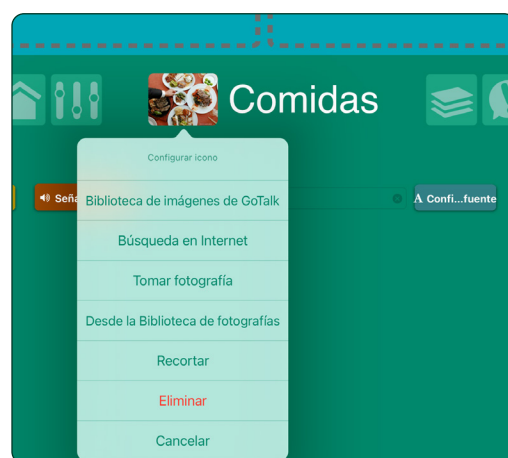 Comidas
Configurar icono
Señа
A Confi...fuente
Biblioteca de imágenes de GoTalk
Búsqueda en Internet
Tomar fotografía
Desde la Biblioteca de fotografías
Recortar
Eliminar
Cancelar